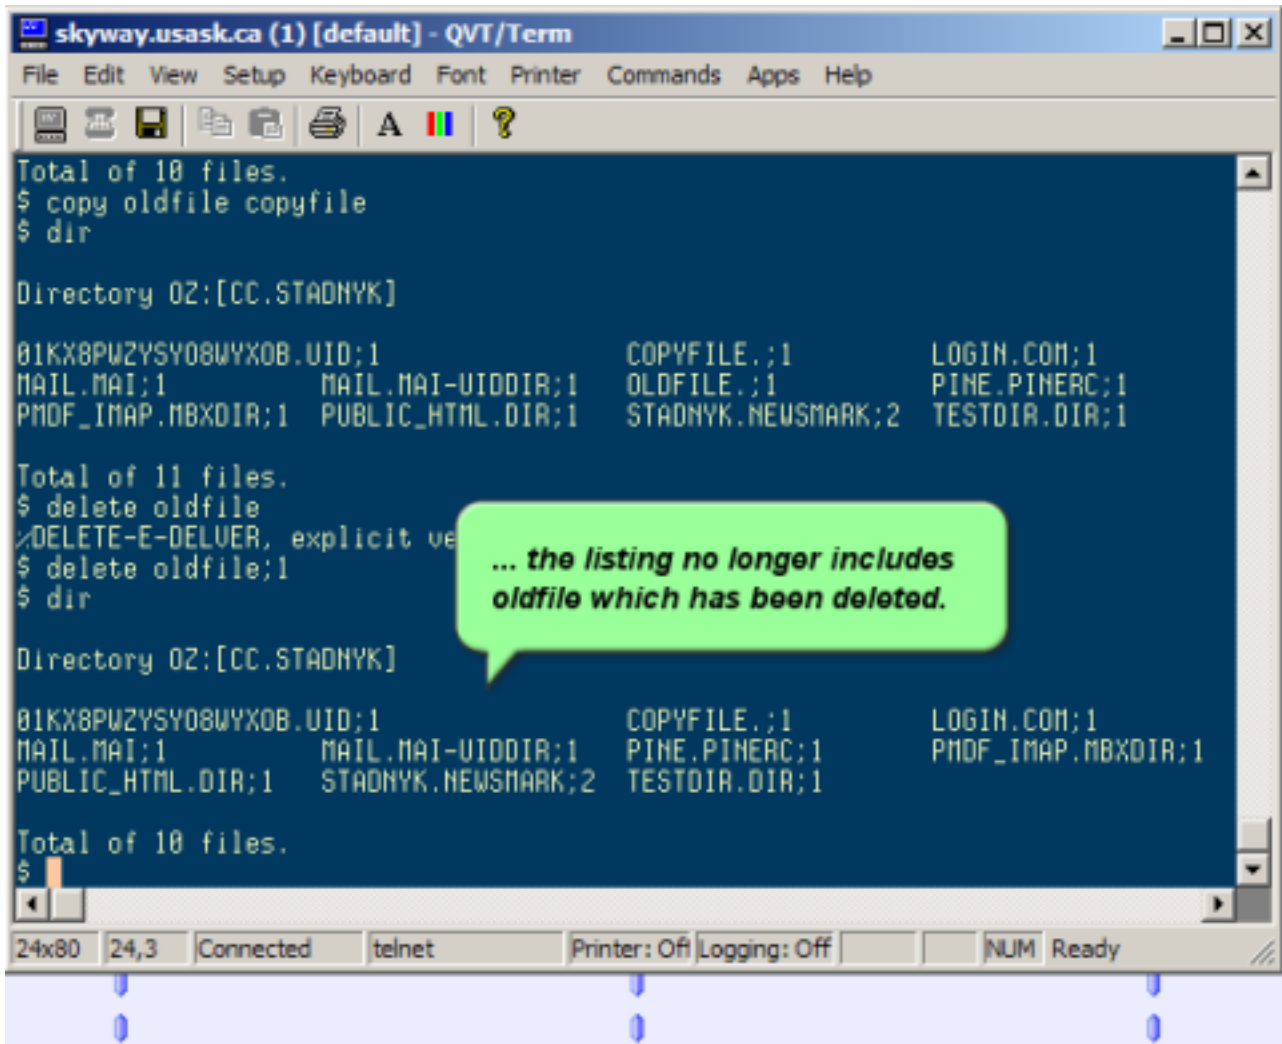 skyway.usask.ca (1) [default] - QVT/Term
File Edit View Setup Keyboard Font Printer Commands Apps Help
A ?
Total of 10 files.
$ copy oldfile copyfile
$ dir
Directory OZ:[CC.STADNYK]
01KX8PWZYSYO8WYXOB.UID;1 COPYFILE.;1 LOGIN.COM;1
MAIL.MAI;1 MAIL.MAI-UIDDIR;1 OLDFILE.;1 PINE.PINERC;1
PMDF_IMAP.MBXDIR;1 PUBLIC_HTML.DIR;1 STADNYK.NEWSMARK;2 TESTDIR.DIR;1
Total of 11 files.
$ delete oldfile
%DELETE-E-DELVER, explicit ve
$ delete oldfile;1
$ dir
... the listing no longer includes
oldfile which has been deleted.
Directory OZ:[CC.STADNYK]
01KX8PWZYSYO8WYXOB.UID;1 COPYFILE.;1 LOGIN.COM;1
MAIL.MAI;1 MAIL.MAI-UIDDIR;1 PINE.PINERC;1 PMDF_IMAP.MBXDIR;1
PUBLIC_HTML.DIR;1 STADNYK.NEWSMARK;2 TESTDIR.DIR;1
Total of 10 files.
$
24x80 24,3 Connected telnet Printer: Off Logging: Off NUM Ready